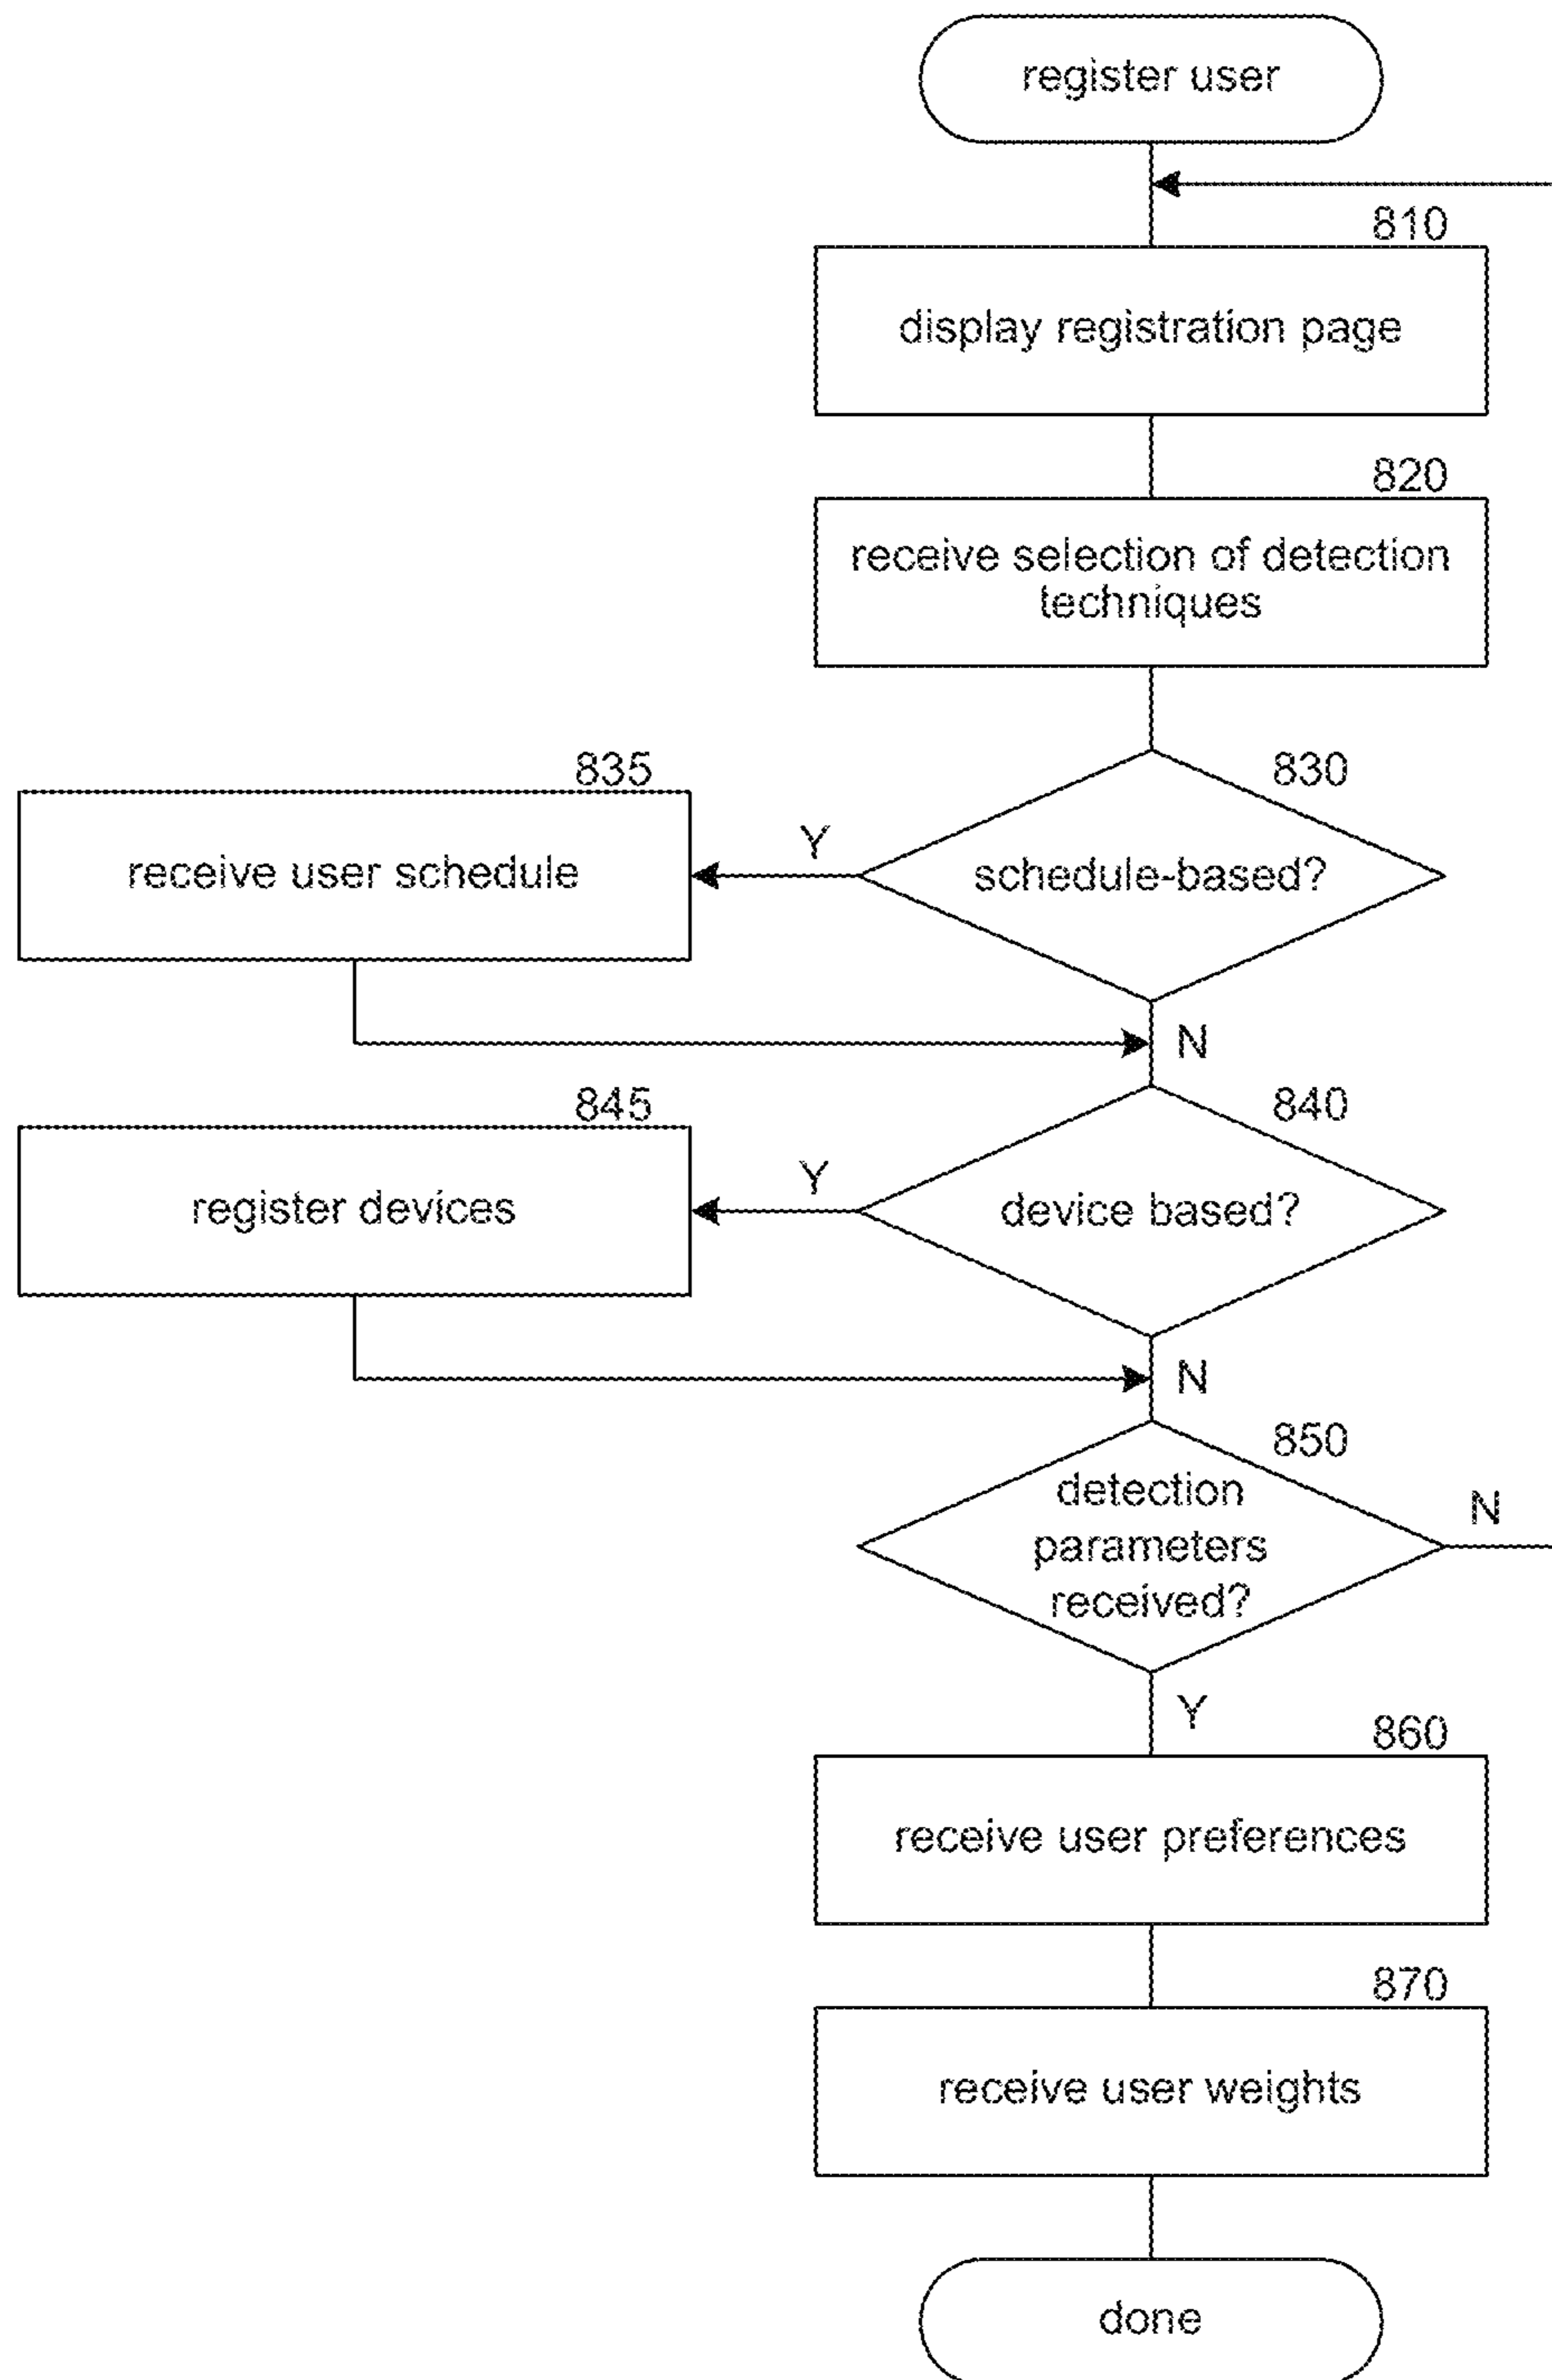 register user
810
display registration page
820
receive selection of detection
techniques
830
schedule-based?
Y
835
receive user schedule
N
840
device based?
Y
845
register devices
N
850
detection
parameters
received?
N
Y
860
receive user preferences
870
receive user weights
done